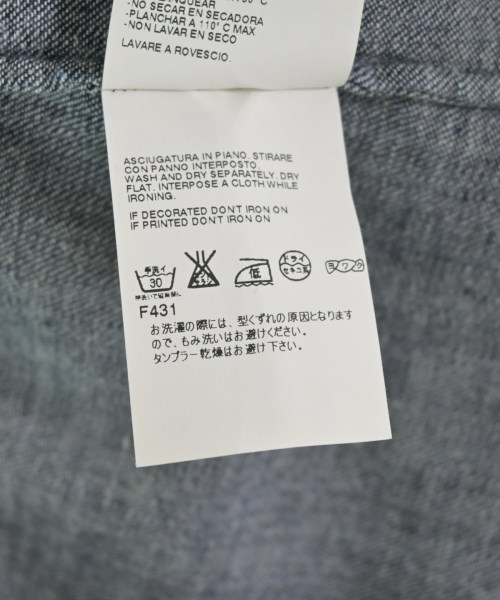 -NO SECAR EN SECADORA
-PLANCHAR A 110° C MAX
-NON LAVAR EN SECO
LAVARE A ROVESCIO.
ASCIUGATURA IN PIANO. STIRARE
CON PANNO INTERPOSTO.
WASH AND DRY SEPARATELY. DRY
FLAT. INTERPOSE A CLOTH WHILE
IRONING.
IF DECORATED DONT IRON ON
IF PRINTED DONT IRON ON
手洗イ
30
低
ドライ
セキユ系
ヨワク
F431
お洗濯の際には、型くずれの原因となります
ので、もみ洗いはお避けください。
タンブラー乾燥はお避け下さい。